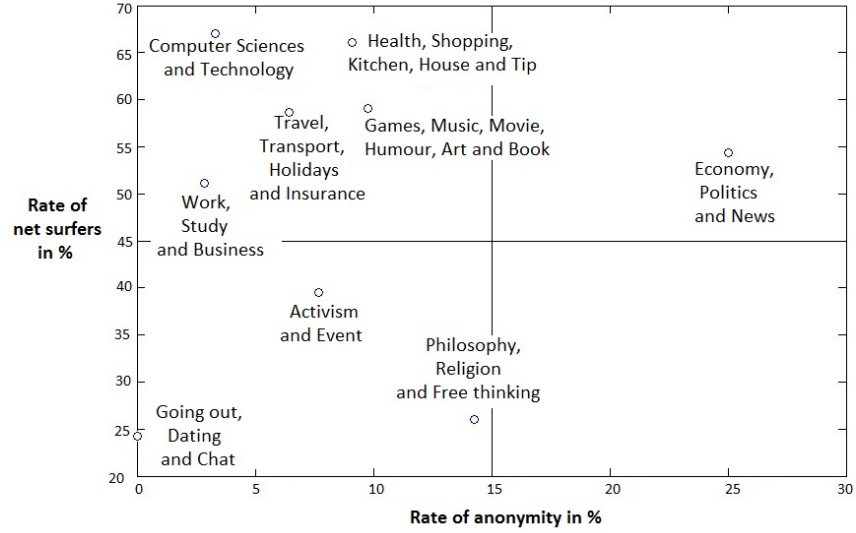 70
Computer Sciences
and Technology
Health, Shopping,
Kitchen, House and Tip
65
60
Travel,
Transport,
Holidays
and Insurance
Games, Music, Movie,
Humour, Art and Book
55
Economy,
Politics
and News
50
Work,
Study
and Business
Rate of
net surfers
in %
45
40
Activism
and Event
35
Philosophy,
Religion
and Free thinking
30
Going out,
Dating
and Chat
25
20
0 5 10 15 20 25 30
Rate of anonymity in %